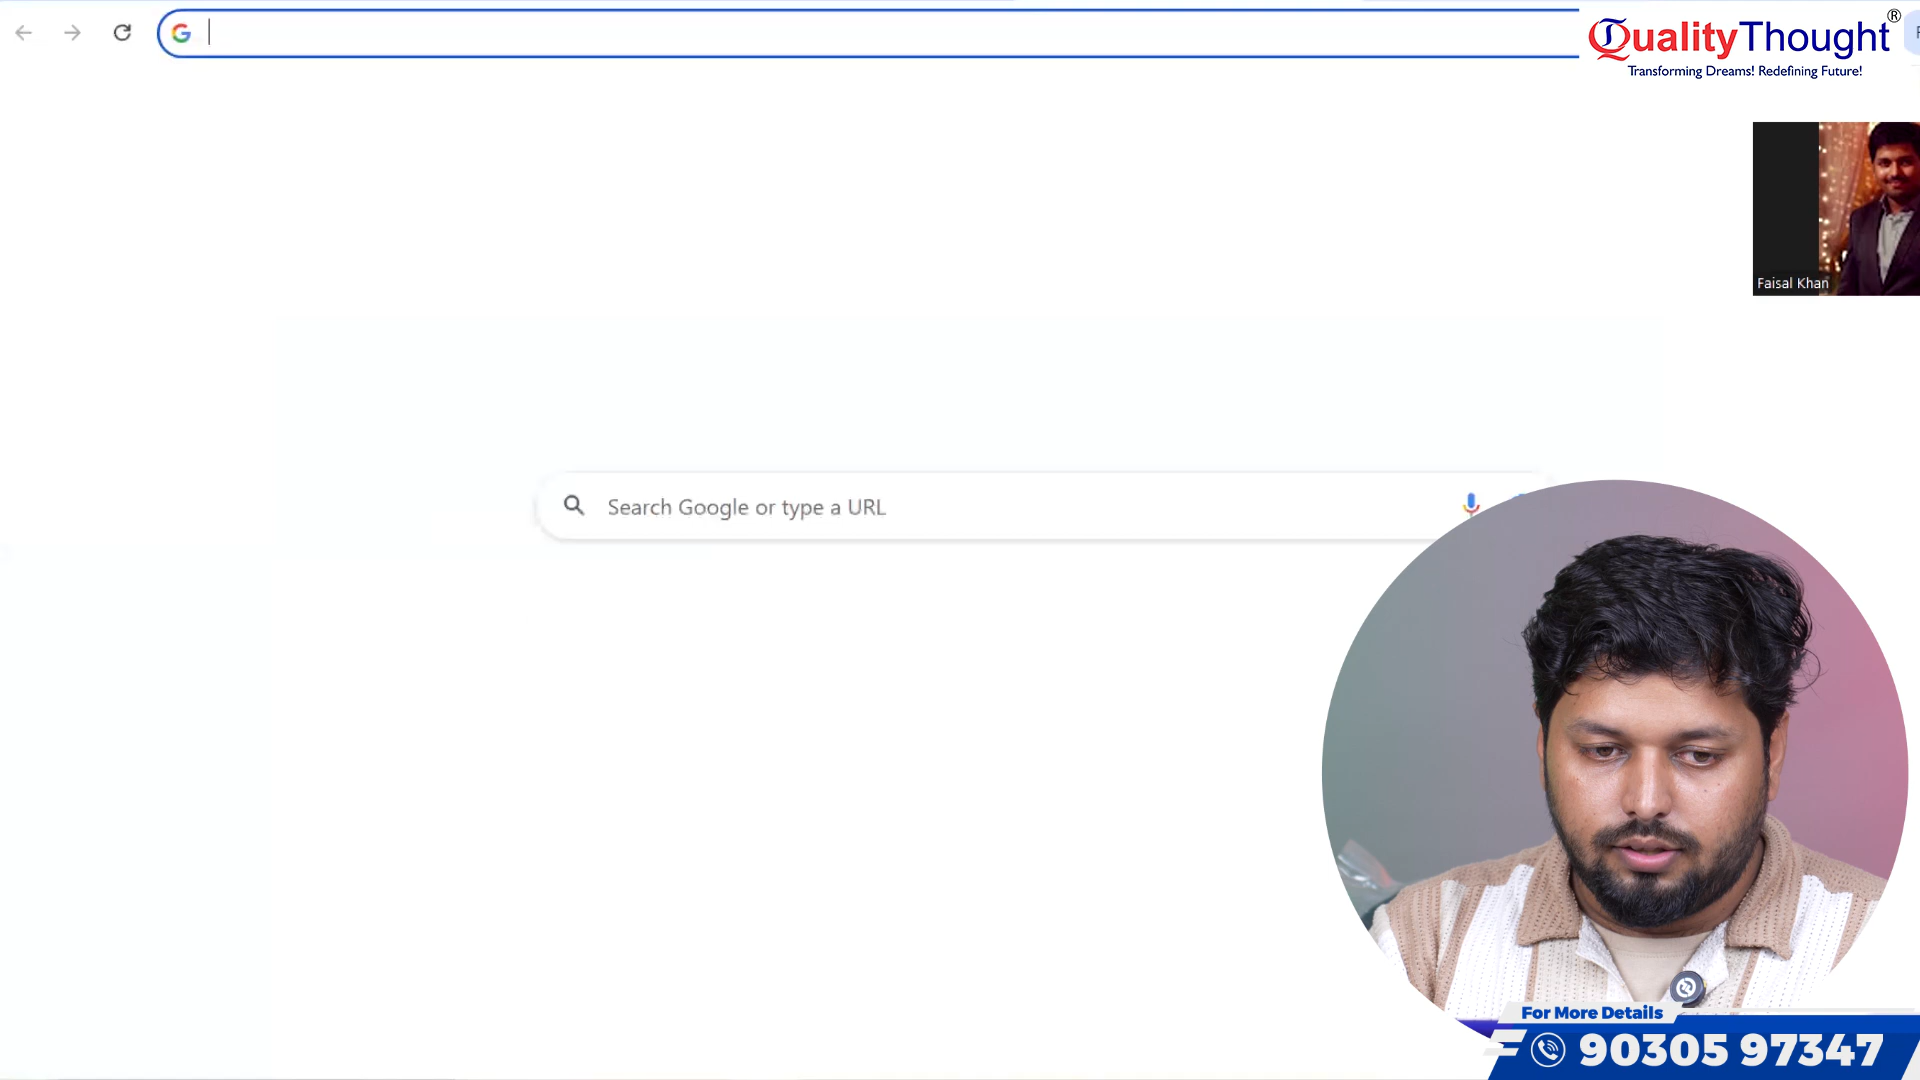 QualityThought®
Transforming Dreams! Redefining Future!
Faisal Khan
Search Google or type a URL
For More Details
90305 97347